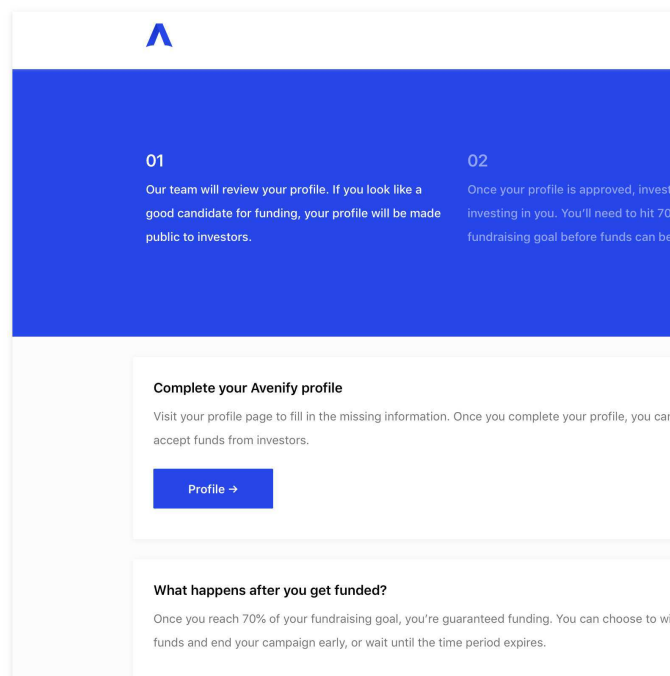 01
Our team will review your profile. If you look like a
good candidate for funding, your profile will be made
public to investors.
02
Once your profile is approved,
investing in you. You'll need to hit
fundraising goal before funds can be
Complete your Avenify profile
Visit your profile page to fill in the missing information. Once you complete your profile, you can
accept funds from investors.
Profile →
What happens after you get funded?
Once you reach 70% of your fundraising goal, you're guaranteed funding. You can choose to
funds and end your campaign early, or wait until the time period expires.